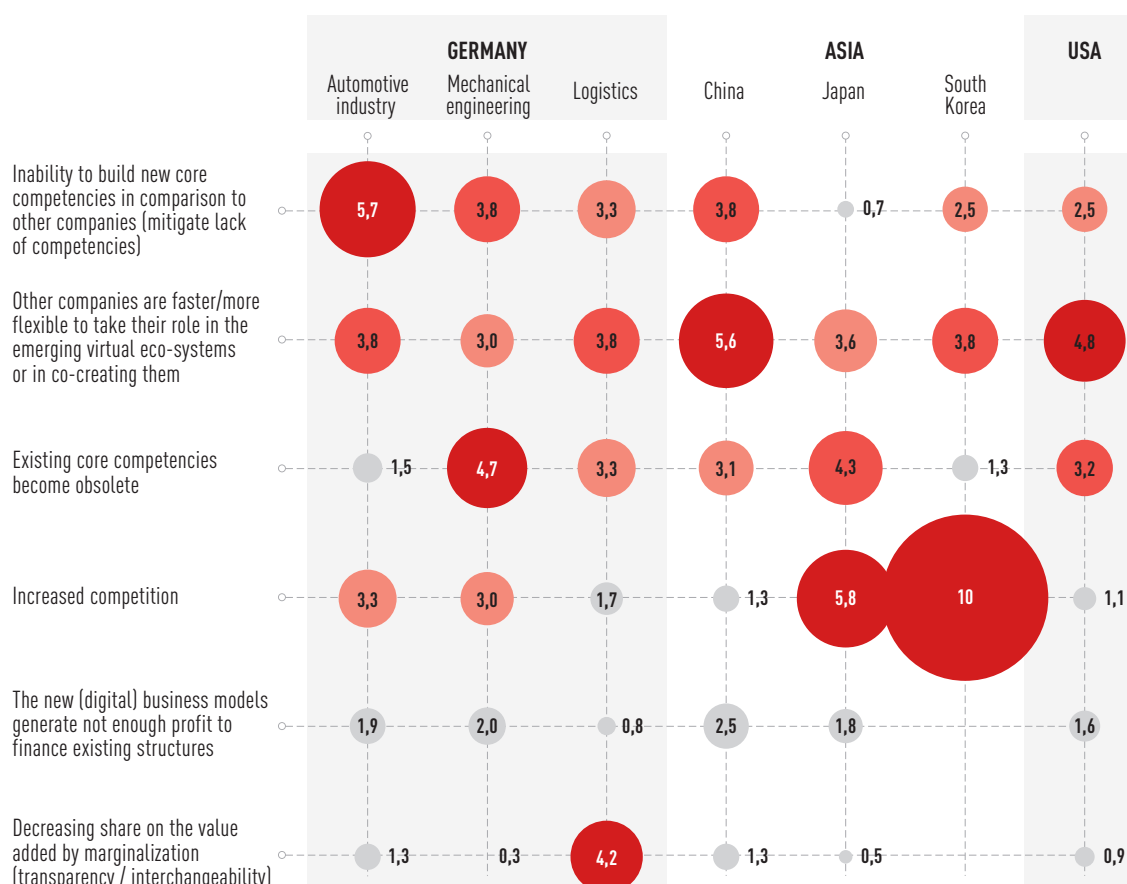 GERMANY
ASIA
USA
Automotive
industry
Mechanical
engineering
Logistics
China
Japan
South
Korea
Inability to build new core
competencies in comparison to
other companies (mitigate lack
of competencies)
5,7
3,8
3,3
3,8
0,7
2,5
2,5
Other companies are faster/more
flexible to take their role in the
emerging virtual eco-systems
or in co-creating them
3,8
3,0
3,8
5,6
3,6
3,8
4,8
Existing core competencies
become obsolete
1,5
4,7
3,3
3,1
4,3
1,3
3,2
Increased competition
3,3
3,0
1,7
1,3
5,8
10
1,1
The new (digital) business models
generate not enough profit to
finance existing structures
1,9
2,0
0,8
2,5
1,8
1,6
Decreasing share on the value
added by marginalization
(transparency / interchangeability)
1,3
0,3
4,2
1,3
0,5
0,9